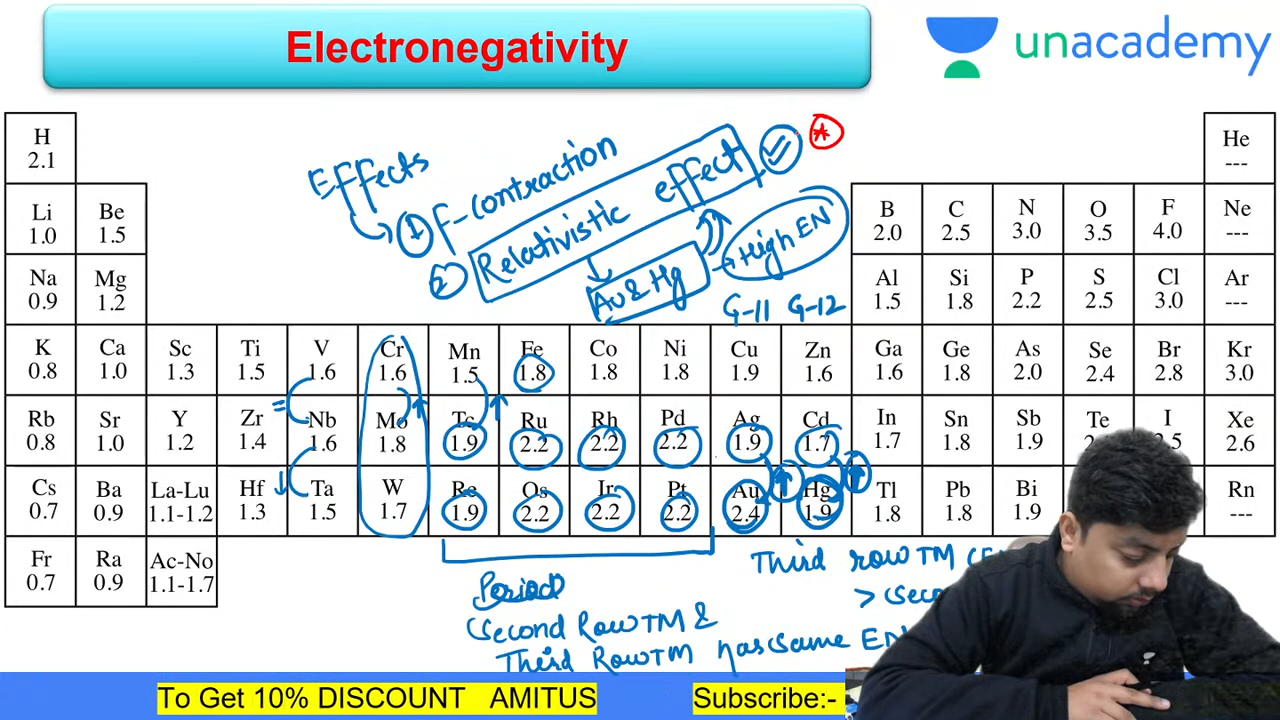 Electronegativity
unacademy
H He
2.1 ---
Effects
1 f-contraction
2 Relativistic effect
Au & Hg → High EN
G-11 G-12
Li Be B C N O F Ne
1.0 1.5 2.0 2.5 3.0 3.5 4.0 ---
Na Mg Al Si P S Cl Ar
0.9 1.2 1.5 1.8 2.2 2.5 3.0 ---
K Ca Sc Ti V Cr Mn Fe Co Ni Cu Zn Ga Ge As Se Br Kr
0.8 1.0 1.3 1.5 1.6 1.6 1.5 1.8 1.8 1.8 1.9 1.6 1.6 1.8 2.0 2.4 2.8 3.0
Rb Sr Y Zr Nb Mo Tc Ru Rh Pd Ag Cd In Sn Sb Te I Xe
0.8 1.0 1.2 1.4 1.6 1.8 1.9 2.2 2.2 2.2 1.9 1.7 1.7 1.8 1.9 2.6
Cs Ba La-Lu Hf Ta W Re Os Ir Pt Au Hg Tl Pb Bi Rn
0.7 0.9 1.1-1.2 1.3 1.5 1.7 1.9 2.2 2.2 2.2 2.4 1.9 1.8 1.8 1.9 ---
Fr Ra Ac-No
0.7 0.9 1.1-1.7
Third row TM
>
Second Row TM &
Third Row TM has same EN
To Get 10% DISCOUNT AMITUS Subscribe:-